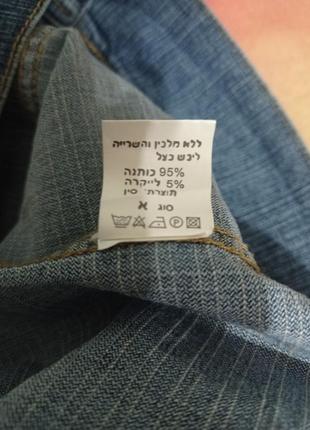 ללא מלבין והשרייה
ליבש בצל
95% כותנה
5% לייקרה
תוצרת׳ סין
סוג א